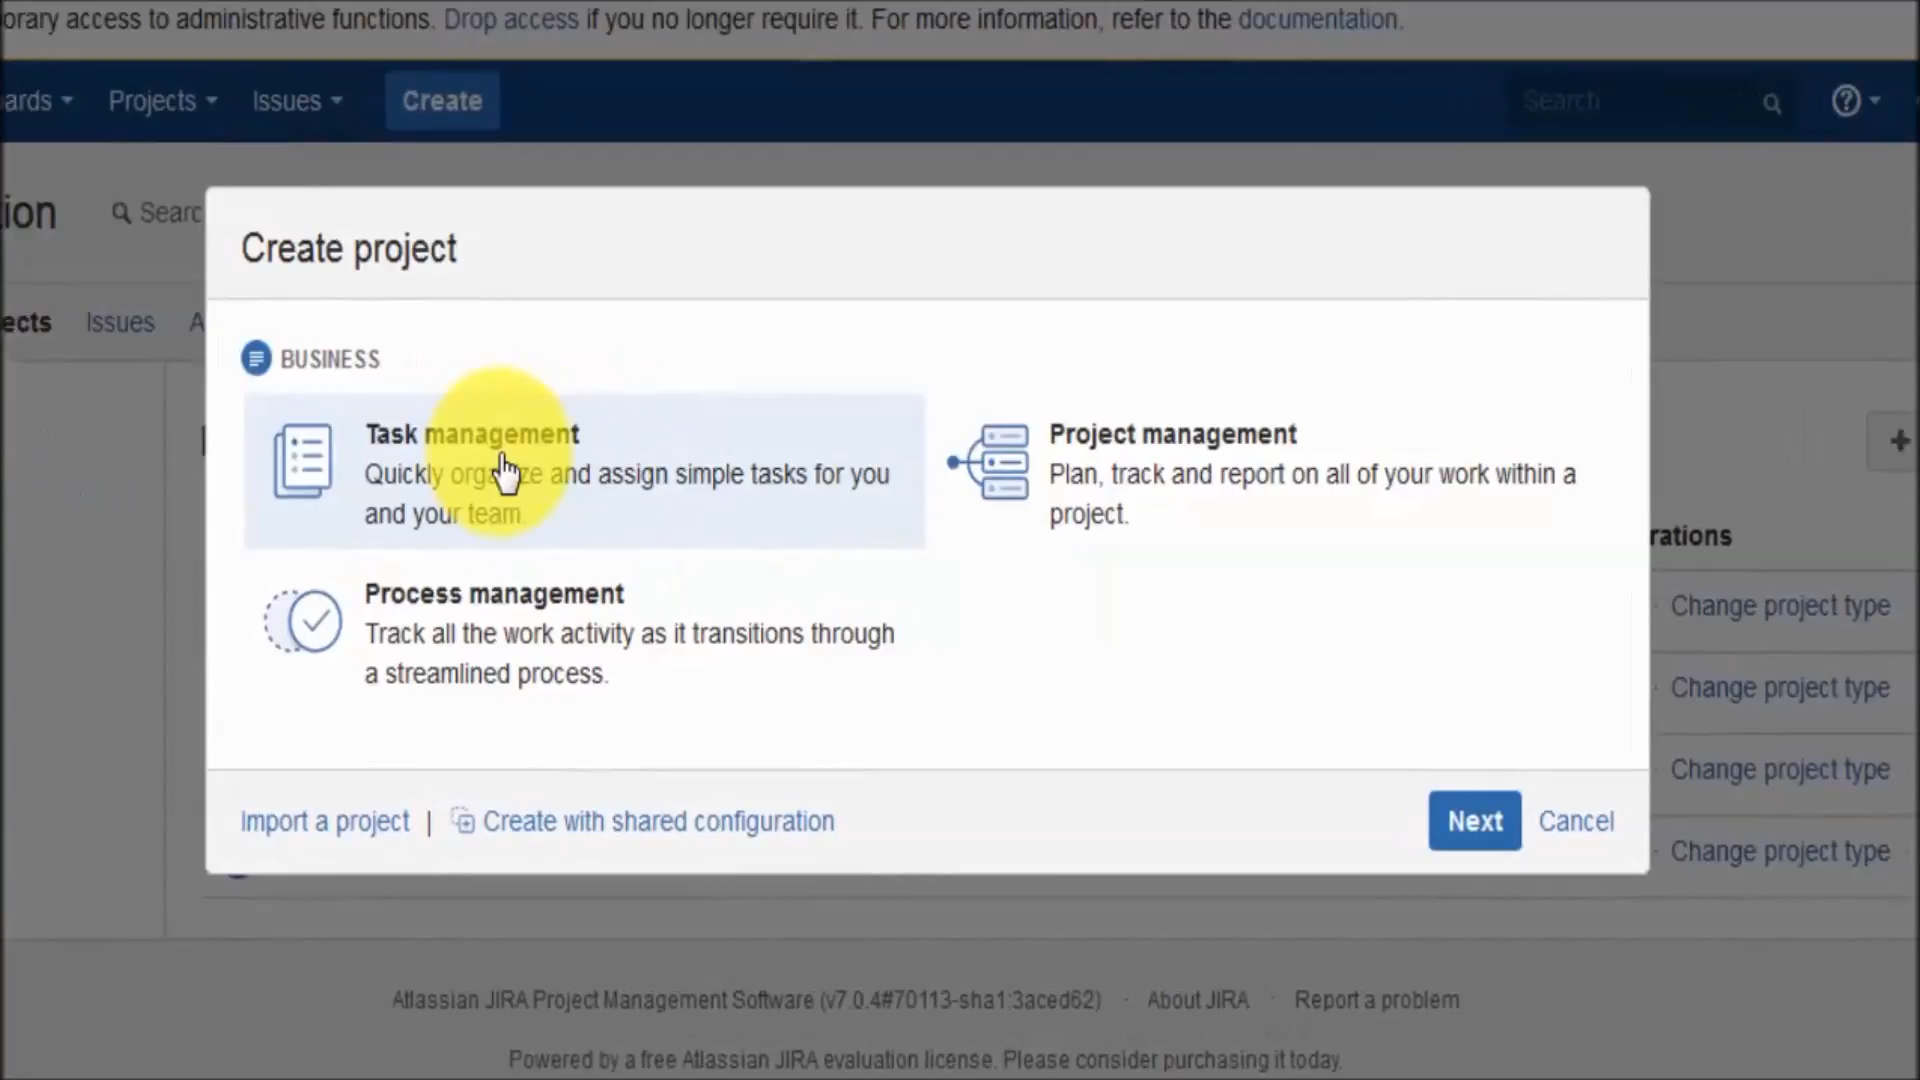 orary access to administrative functions. Drop access if you no longer require it. For more information, refer to the documentation.
ards Projects Issues Create Search
tion Searc
Create project
ects Issues A
BUSINESS
Task management
Quickly organize and assign simple tasks for you
and your team.
Project management
Plan, track and report on all of your work within a
project.
Process management
Track all the work activity as it transitions through
a streamlined process.
rations
Change project type
Change project type
Change project type
Change project type
Import a project | Create with shared configuration Next Cancel
Atlassian JIRA Project Management Software (v7.0.4#70113-sha1:3aced62) · About JIRA · Report a problem
Powered by a free Atlassian JIRA evaluation license. Please consider purchasing it today.